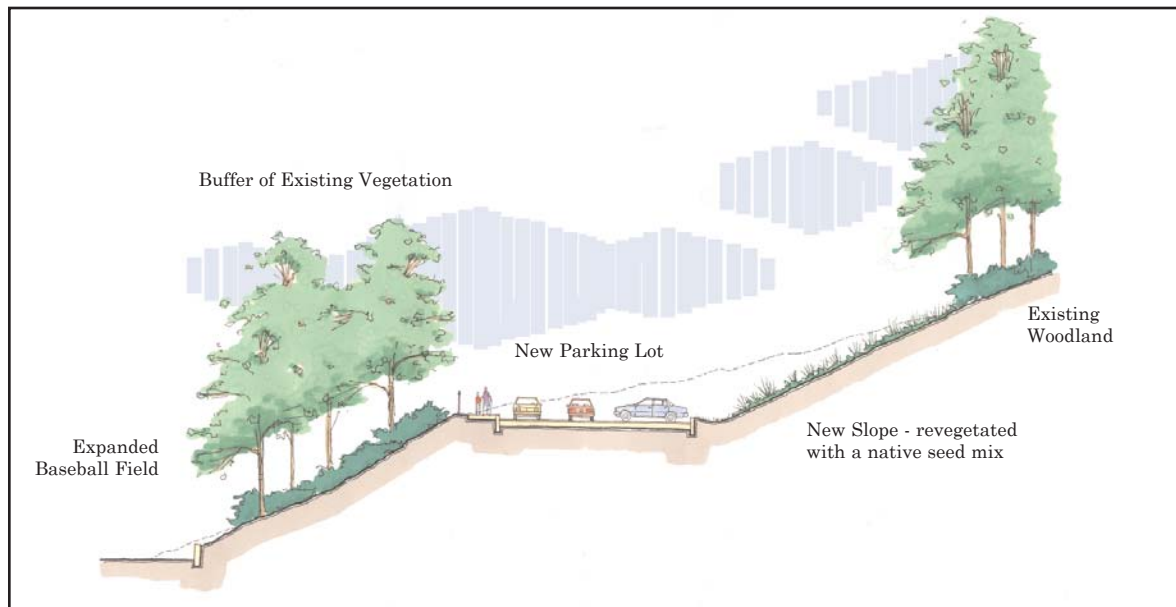 Buffer of Existing Vegetation
New Parking Lot
Existing
Woodland
Expanded
Baseball Field
New Slope - revegetated
with a native seed mix